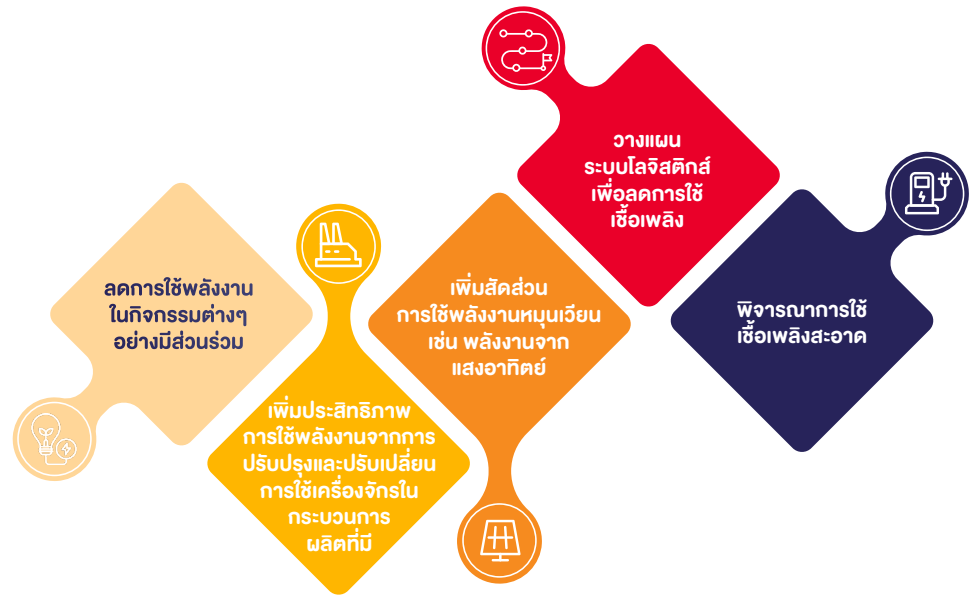 ลดการใช้พลังงาน
ในกิจกรรมต่างๆ
อย่างมีส่วนร่วม
เพิ่มประสิทธิภาพ
การใช้พลังงานจากการ
ปรับปรุงและปรับเปลี่ยน
การใช้เครื่องจักรใน
กระบวนการ
ผลิตที่มี
เพิ่มสัดส่วน
การใช้พลังงานหมุนเวียน
เช่น พลังงานจาก
แสงอาทิตย์
วางแผน
ระบบโลจิสติกส์
เพื่อลดการใช้
เชื้อเพลิง
พิจารณาการใช้
เชื้อเพลิงสะอาด